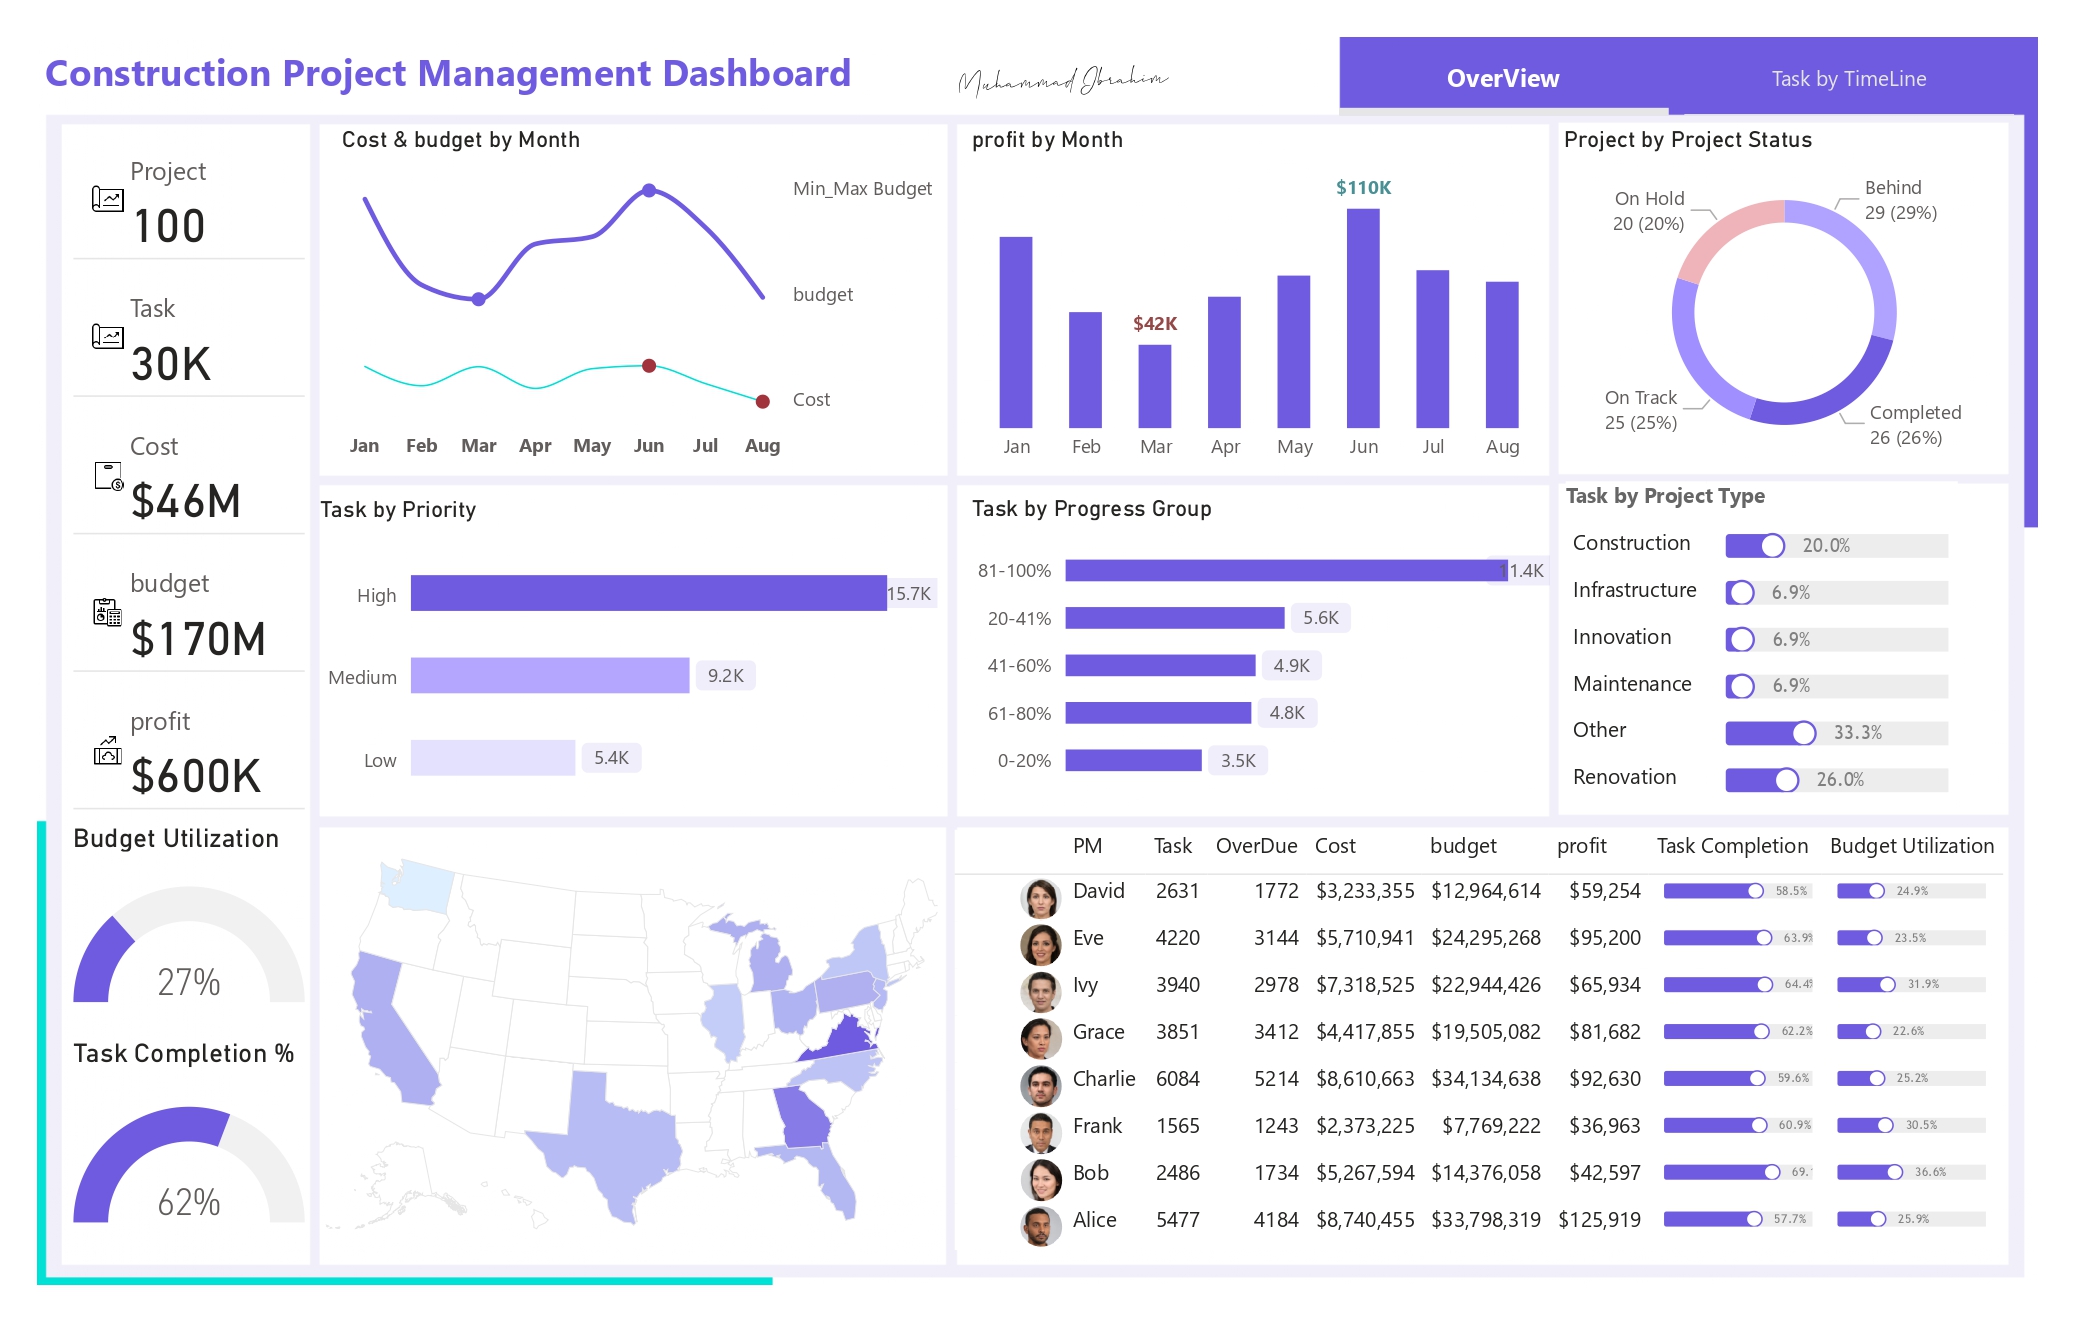 Construction Project Management Dashboard
Muhammad Ibrahim
OverView
Task by TimeLine
Project
100
Task
30K
Cost
$46M
budget
$170M
profit
$600K
Budget Utilization
27%
Task Completion %
62%
Cost & budget by Month
Min_Max Budget
budget
Cost
Jan Feb Mar Apr May Jun Jul Aug
profit by Month
$110K
$42K
Jan Feb Mar Apr May Jun Jul Aug
Project by Project Status
On Hold
20 (20%)
Behind
29 (29%)
On Track
25 (25%)
Completed
26 (26%)
Task by Priority
High 15.7K
Medium 9.2K
Low 5.4K
Task by Progress Group
81-100% 11.4K
20-41% 5.6K
41-60% 4.9K
61-80% 4.8K
0-20% 3.5K
Task by Project Type
Construction 20.0%
Infrastructure 6.9%
Innovation 6.9%
Maintenance 6.9%
Other 33.3%
Renovation 26.0%
PM Task OverDue Cost budget profit Task Completion Budget Utilization
David 2631 1772 $3,233,355 $12,964,614 $59,254 58.5% 24.9%
Eve 4220 3144 $5,710,941 $24,295,268 $95,200 63.9% 23.5%
Ivy 3940 2978 $7,318,525 $22,944,426 $65,934 64.4% 31.9%
Grace 3851 3412 $4,417,855 $19,505,082 $81,682 62.2% 22.6%
Charlie 6084 5214 $8,610,663 $34,134,638 $92,630 59.6% 25.2%
Frank 1565 1243 $2,373,225 $7,769,222 $36,963 60.9% 30.5%
Bob 2486 1734 $5,267,594 $14,376,058 $42,597 36.6%
Alice 5477 4184 $8,740,455 $33,798,319 $125,919 57.7% 25.9%